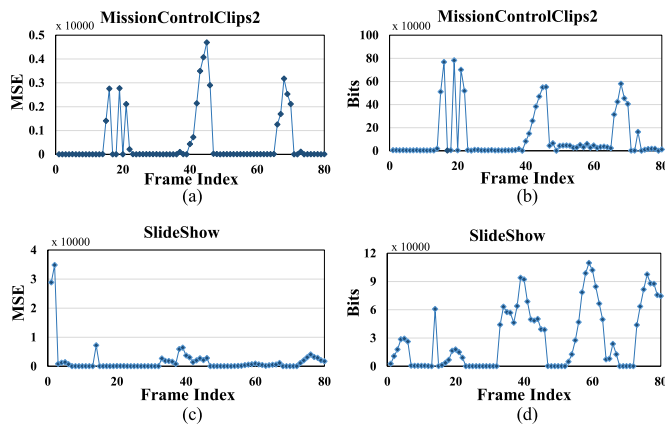 MissionControlClips2
x 10000
0.5
0.4
0.3
0.2
0.1
0
MSE
0 20 40 60 80
Frame Index
(a)
MissionControlClips2
x 10000
100
80
60
40
20
0
Bits
0 20 40 60 80
Frame Index
(b)
SlideShow
x 10000
4
3
2
1
0
MSE
0 20 40 60 80
Frame Index
(c)
SlideShow
x 10000
12
9
6
3
0
Bits
0 20 40 60 80
Frame Index
(d)